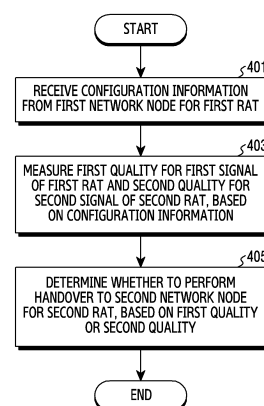 START
401
RECEIVE CONFIGURATION INFORMATION
FROM FIRST NETWORK NODE FOR FIRST RAT
403
MEASURE FIRST QUALITY FOR FIRST SIGNAL
OF FIRST RAT AND SECOND QUALITY FOR
SECOND SIGNAL OF SECOND RAT, BASED
ON CONFIGURATION INFORMATION
405
DETERMINE WHETHER TO PERFORM
HANDOVER TO SECOND NETWORK NODE
FOR SECOND RAT, BASED ON FIRST QUALITY
OR SECOND QUALITY
END